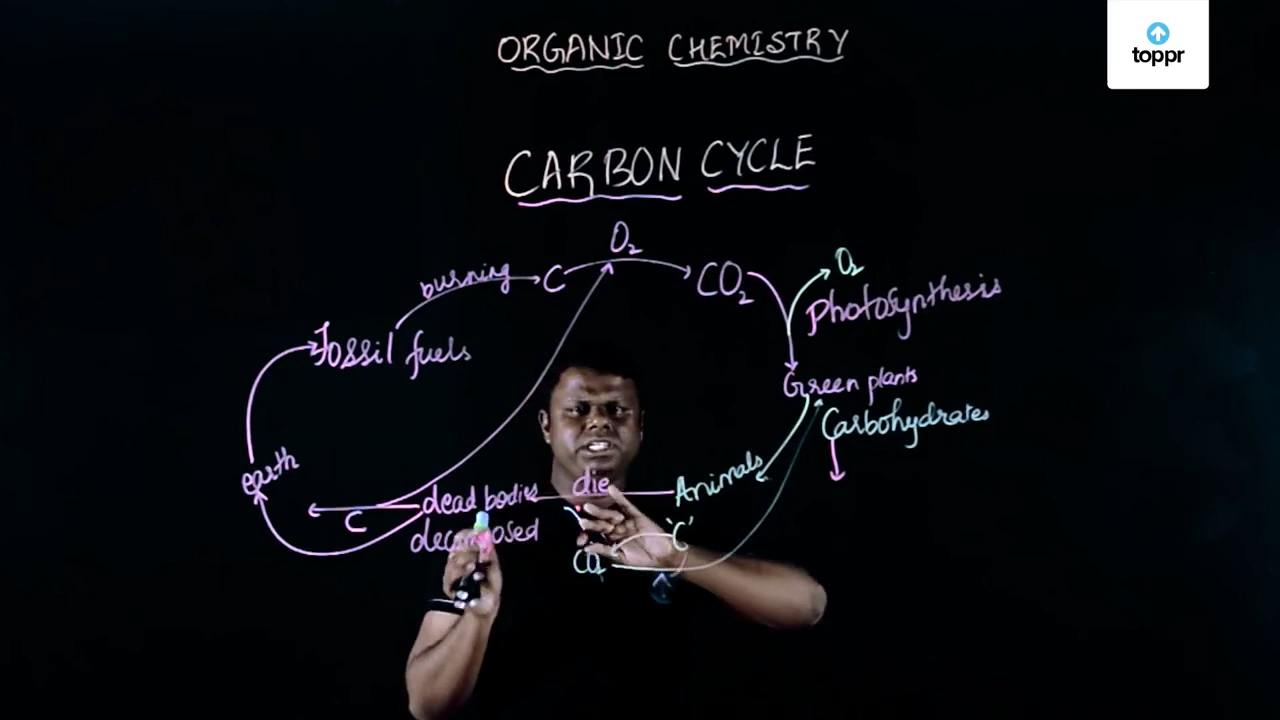 ORGANIC CHEMISTRY
toppr
CARBON CYCLE
O₂
burning
C
CO₂
O₂
Photosynthesis
Fossil fuels
Green plants
Carbohydrates
earth
dead bodies
die
Animals
C
decomposed
'C'
CO₂